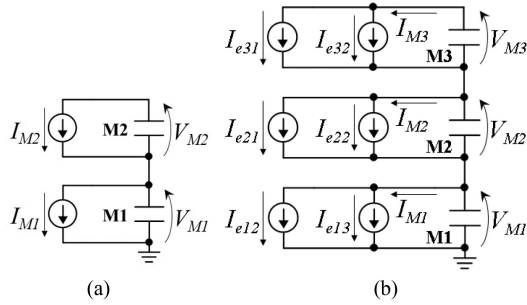 I_{M2} M2 V_{M2}
I_{M1} M1 V_{M1}
(a)
I_{e31} I_{e32} I_{M3} M3 V_{M3}
I_{e21} I_{e22} I_{M2} M2 V_{M2}
I_{e12} I_{e13} I_{M1} M1 V_{M1}
(b)